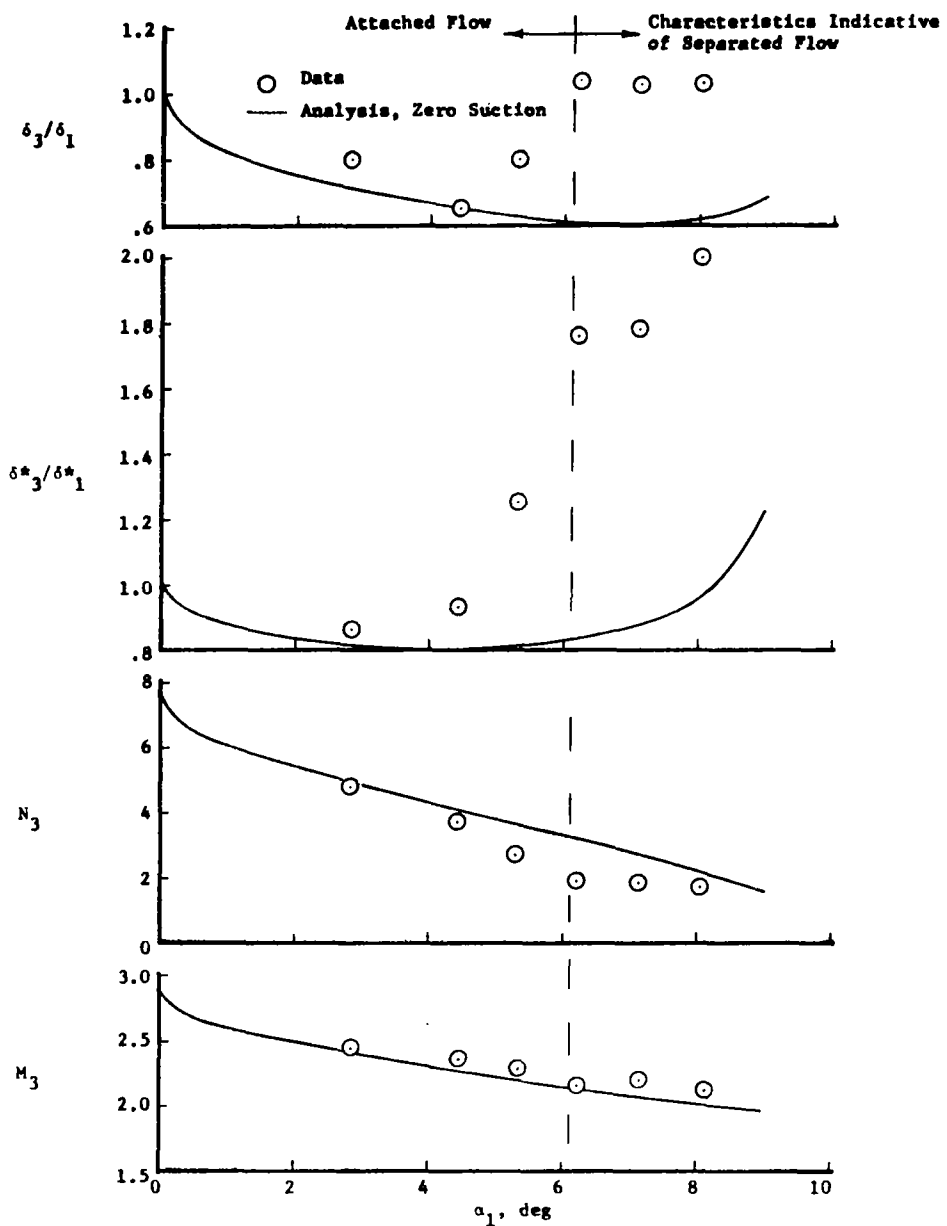 Attached Flow
Characteristics Indicative
of Separated Flow
1.2
1.0
.8
.6
δ3/δ1
Data
Analysis, Zero Suction
2.0
1.8
1.6
1.4
1.2
1.0
.8
δ*3/δ*1
8
6
4
2
0
N3
3.0
2.5
2.0
1.5
M3
0 2 4 6 8 10
α1, deg